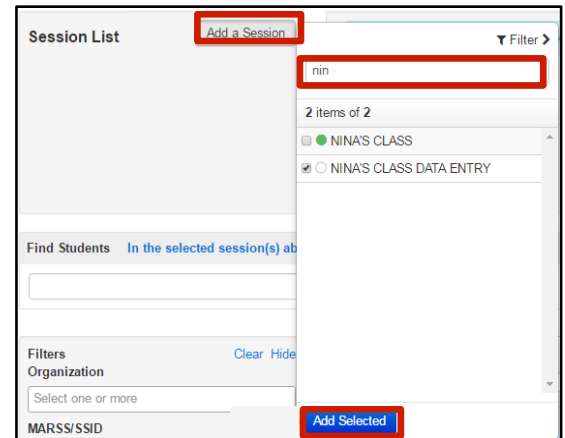 Session List
Add a Session
Filter
nin
2 items of 2
NINA'S CLASS
NINA'S CLASS DATA ENTRY
Find Students In the selected session(s) ab
Filters
Clear Hide
Organization
Select one or more
MARSS/SSID
Add Selected